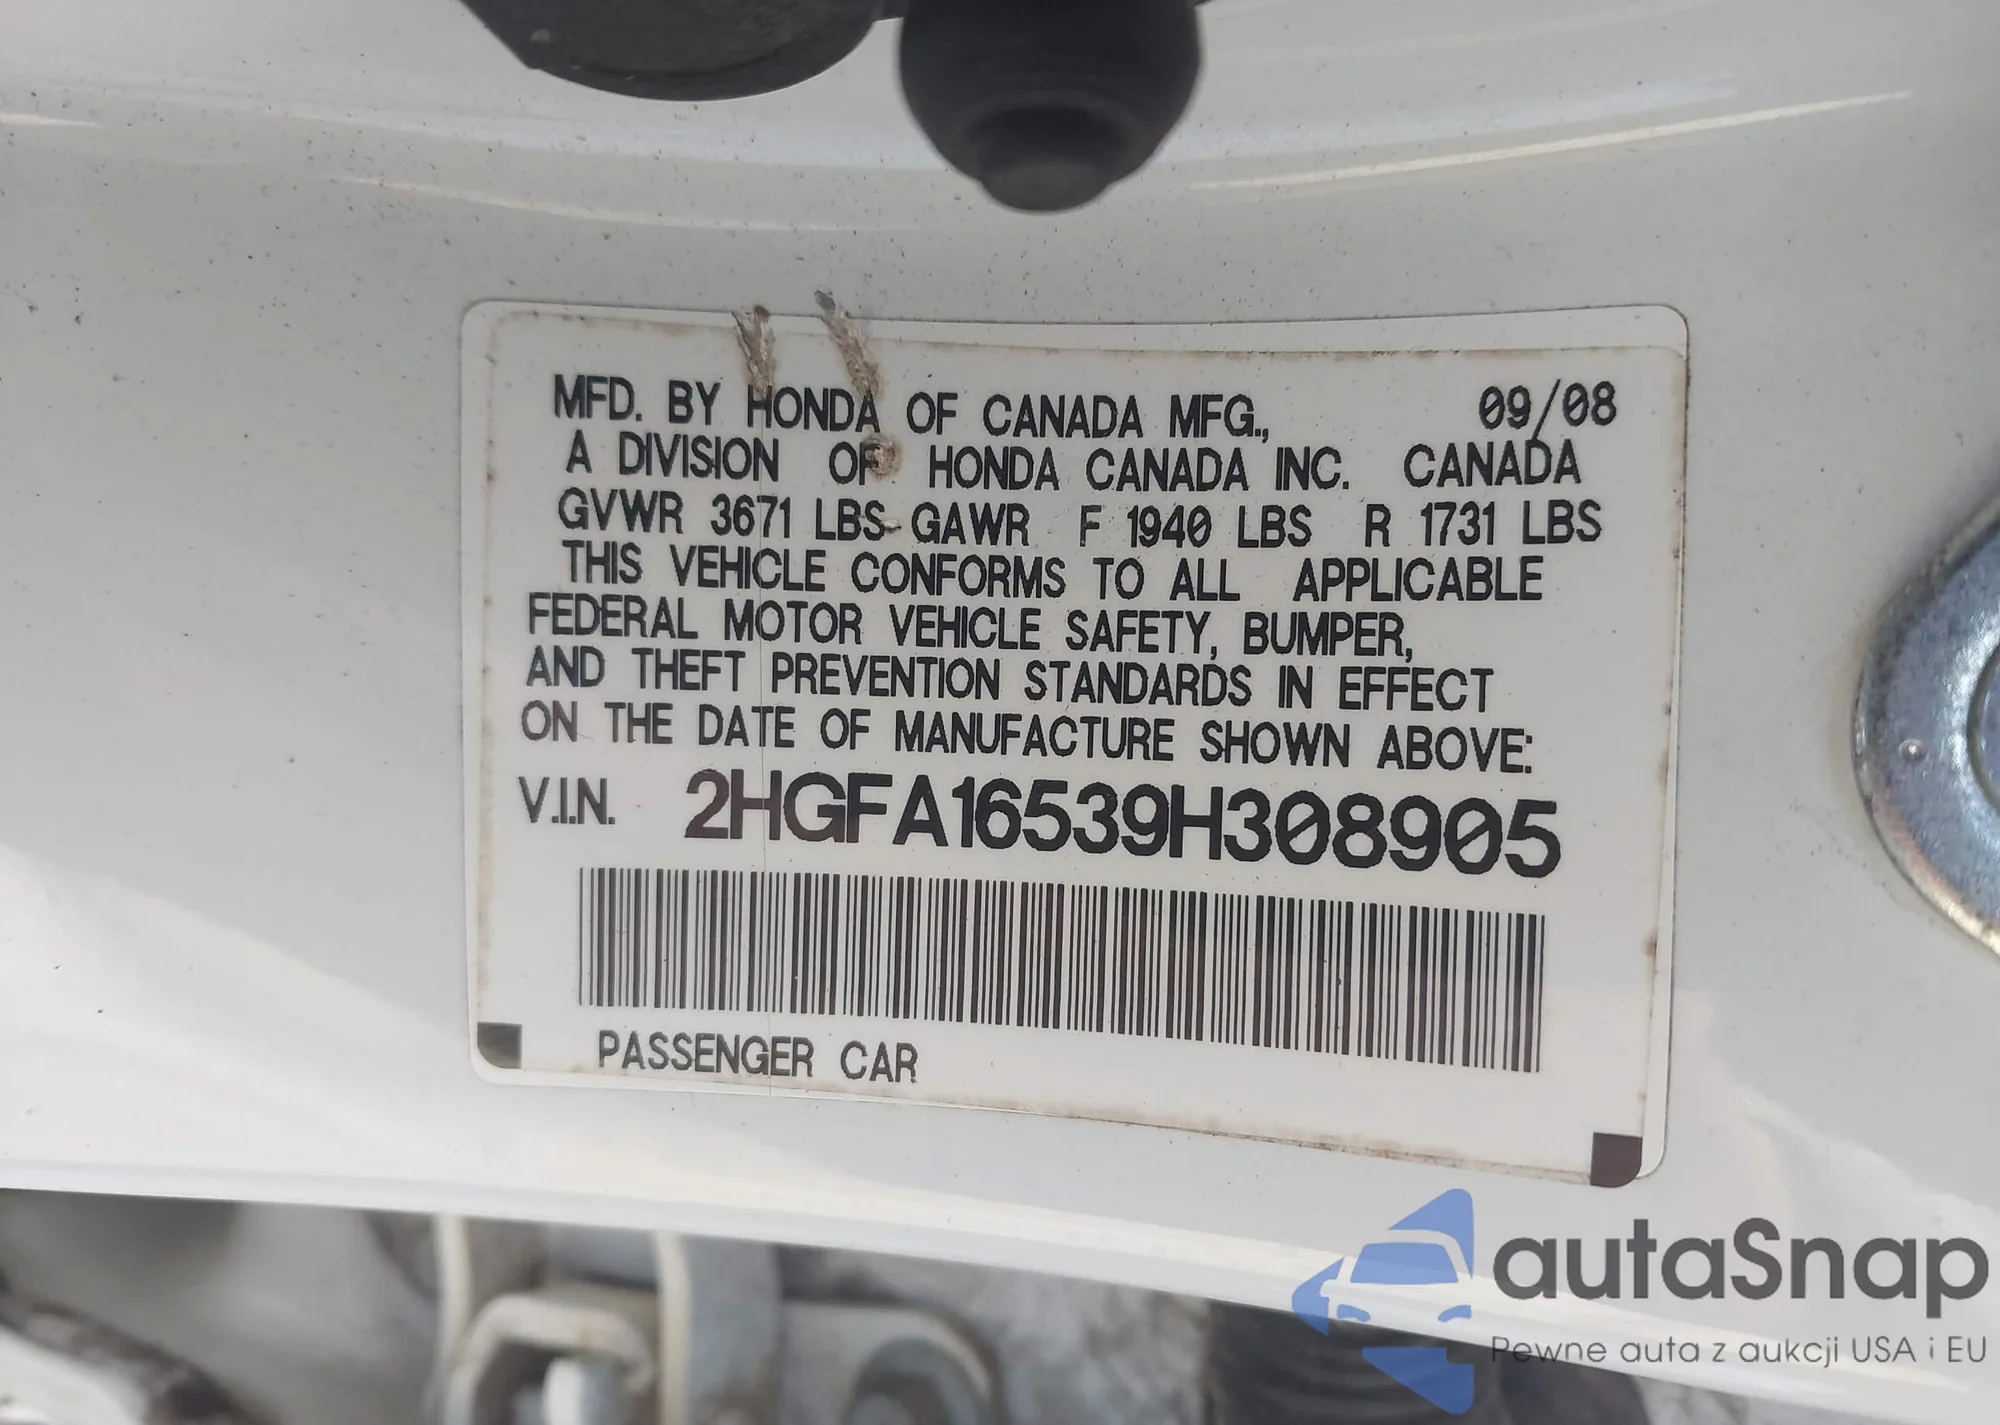 MFD. BY HONDA OF CANADA MFG., 09/08
A DIVISION OF HONDA CANADA INC. CANADA
GVWR 3671 LBS GAWR F 1940 LBS R 1731 LBS
THIS VEHICLE CONFORMS TO ALL APPLICABLE
FEDERAL MOTOR VEHICLE SAFETY, BUMPER,
AND THEFT PREVENTION STANDARDS IN EFFECT
ON THE DATE OF MANUFACTURE SHOWN ABOVE:
V.I.N. 2HGFA16539H308905
PASSENGER CAR
autaSnap
Pewne auta z aukcji USA i EU